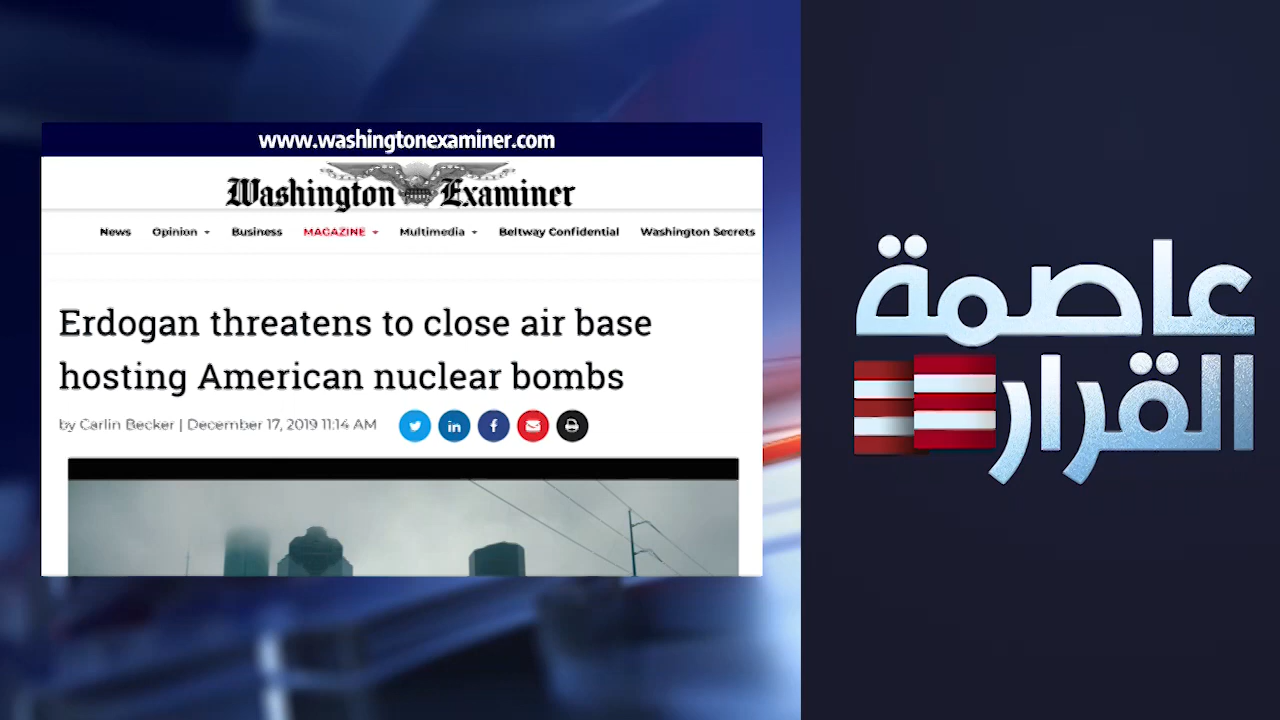 www.washingtonexaminer.com
Washington Examiner
News Opinion Business MAGAZINE Multimedia Beltway Confidential Washington Secrets
Erdogan threatens to close air base
hosting American nuclear bombs
by Carlin Becker | December 17, 2019 11:14 AM
عاصمة
القرار